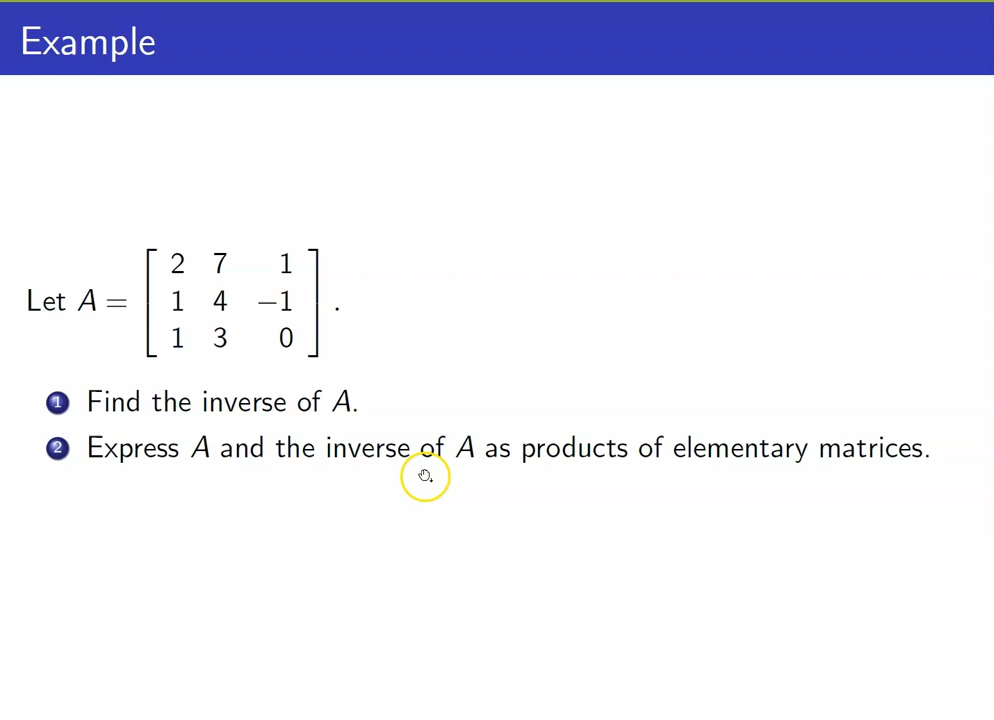 Example
Let A = [ 2 7 1
1 4 −1
1 3 0 ] .
1 Find the inverse of A.
2 Express A and the inverse of A as products of elementary matrices.